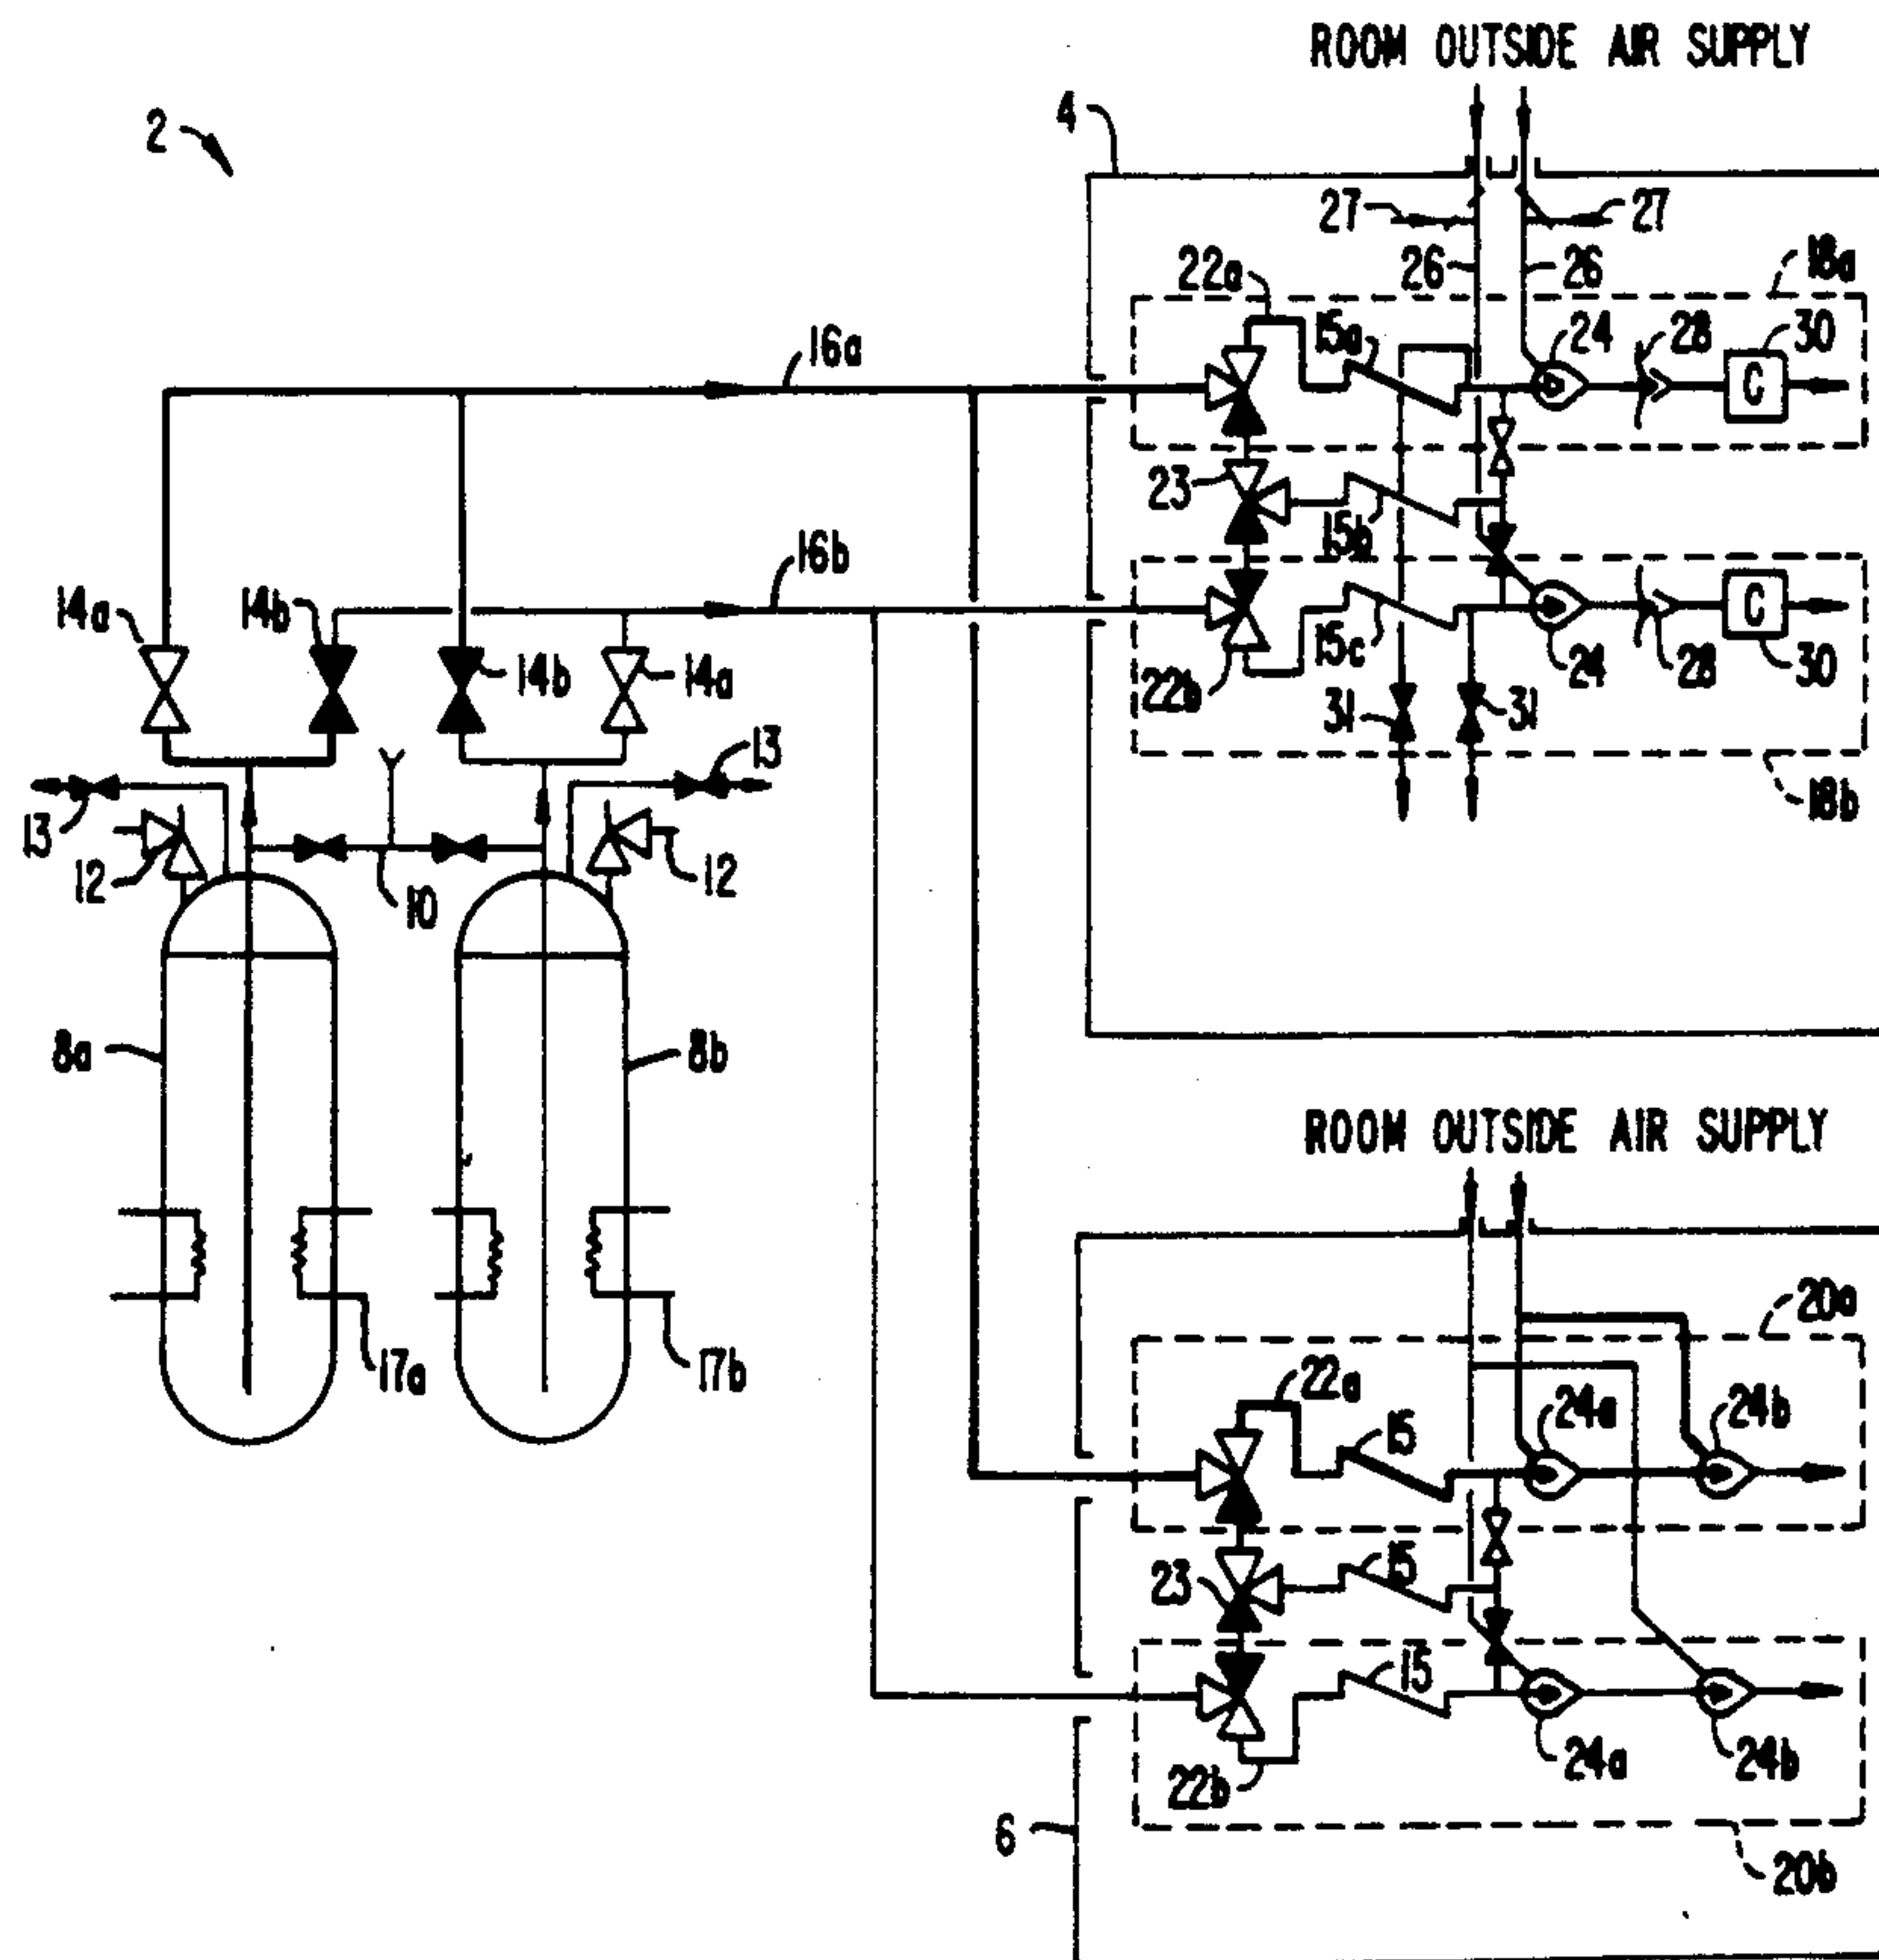 ROOM OUTSIDE AIR SUPPLY
2
4
27
27
26
26
18a
22a
15a
24
28
30
C
16a
23
15b
16b
14a
14b
14b
14a
15c
C
22b
31
31
24
28
30
18b
13
13
12
12
10
8a
8b
ROOM OUTSIDE AIR SUPPLY
17a
17b
20a
22a
15
24a
24b
23
15
15
22b
24a
24b
6
20b